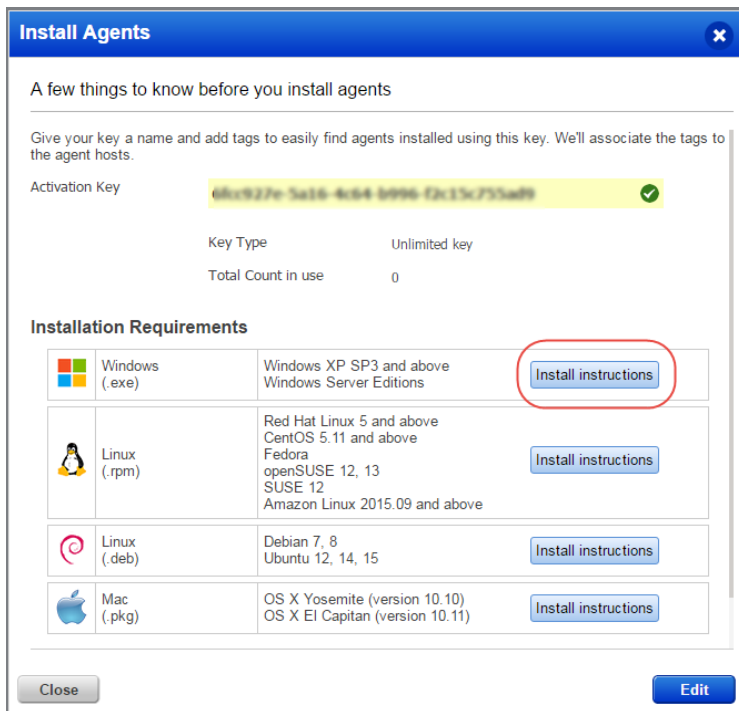 Install Agents
A few things to know before you install agents
Give your key a name and add tags to easily find agents installed using this key. We'll associate the tags to
the agent hosts.
Activation Key
Key Type
Unlimited key
Total Count in use
0
Installation Requirements
Windows
(.exe)
Windows XP SP3 and above
Windows Server Editions
Install instructions
Linux
(.rpm)
Red Hat Linux 5 and above
CentOS 5.11 and above
Fedora
openSUSE 12, 13
SUSE 12
Amazon Linux 2015.09 and above
Install instructions
Linux
(.deb)
Debian 7, 8
Ubuntu 12, 14, 15
Install instructions
Mac
(.pkg)
OS X Yosemite (version 10.10)
OS X El Capitan (version 10.11)
Install instructions
Close
Edit